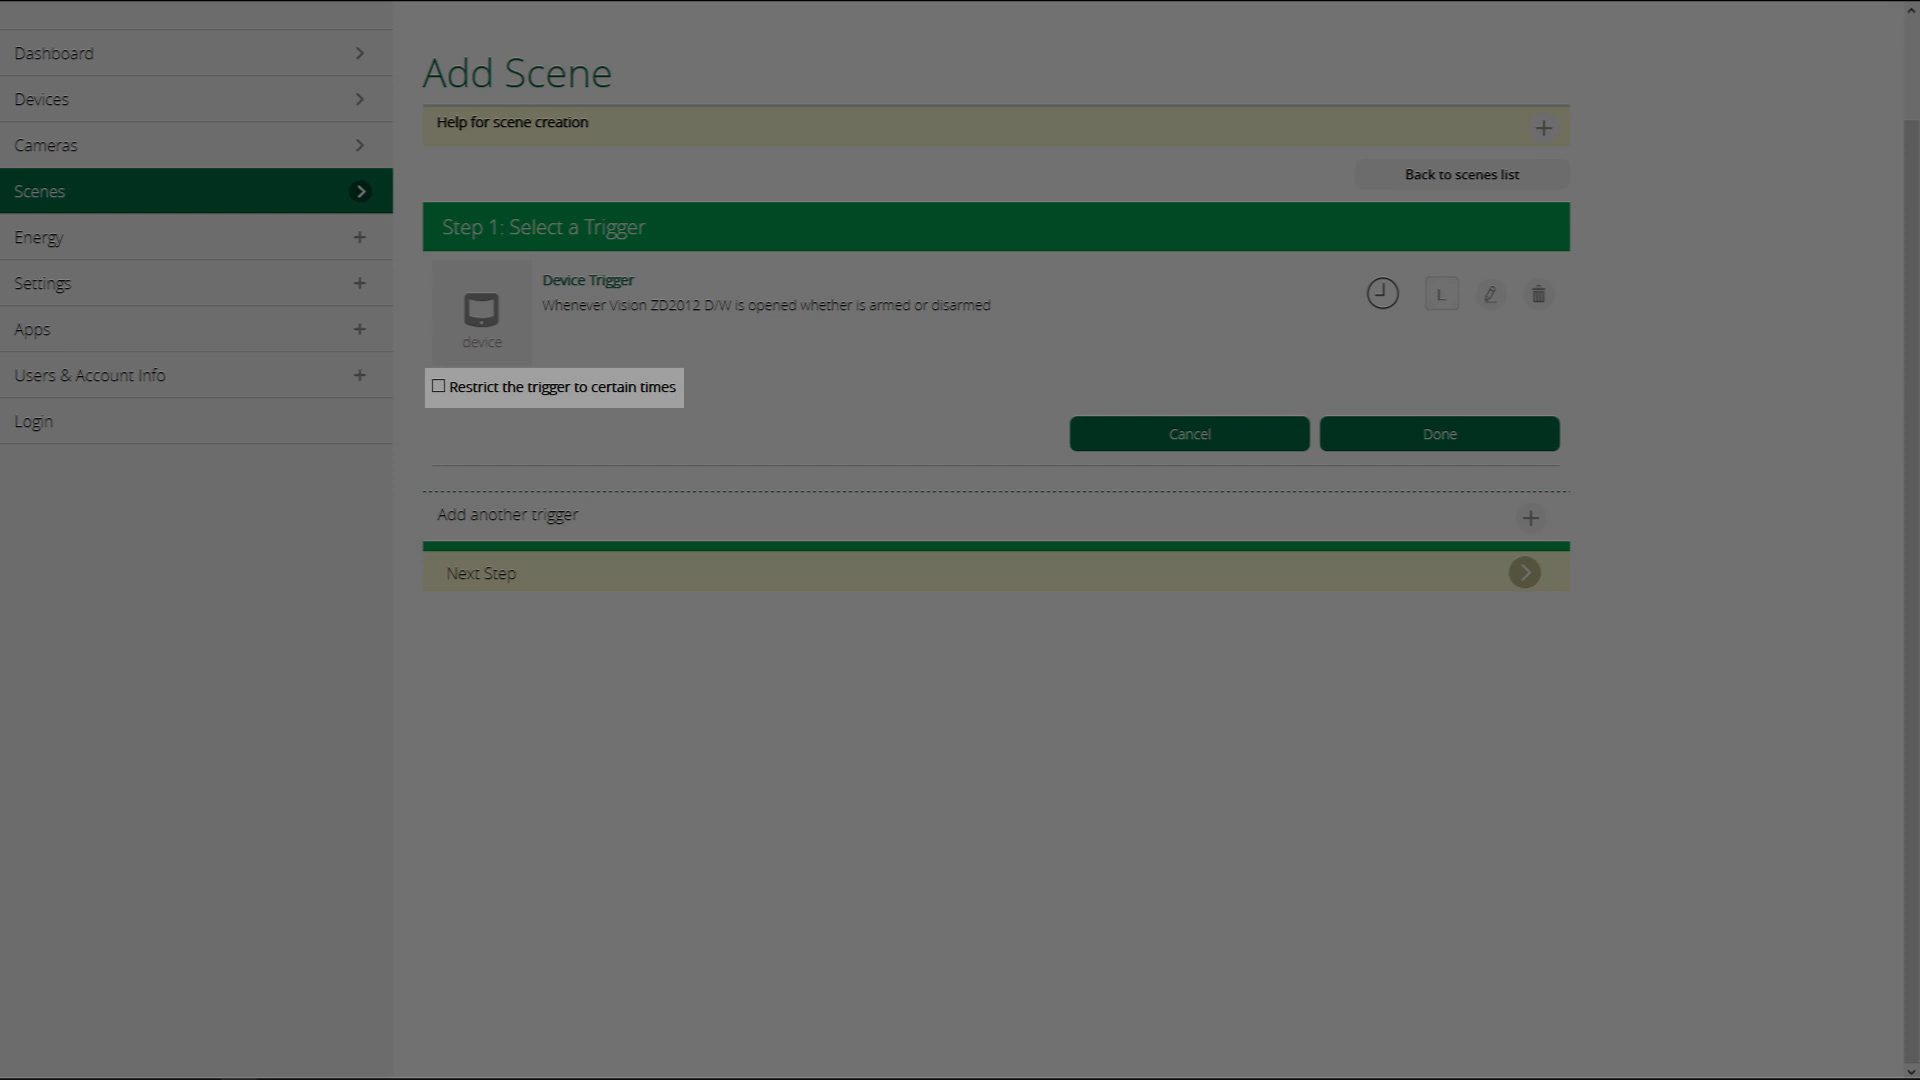 Dashboard
Devices
Cameras
Scenes
Energy
Settings
Apps
Users & Account Info
Login
Add Scene
Help for scene creation
Back to scenes list
Step 1: Select a Trigger
Device Trigger
Whenever Vision ZD2012 D/W is opened whether is armed or disarmed
L
device
Restrict the trigger to certain times
Cancel
Done
Add another trigger
Next Step